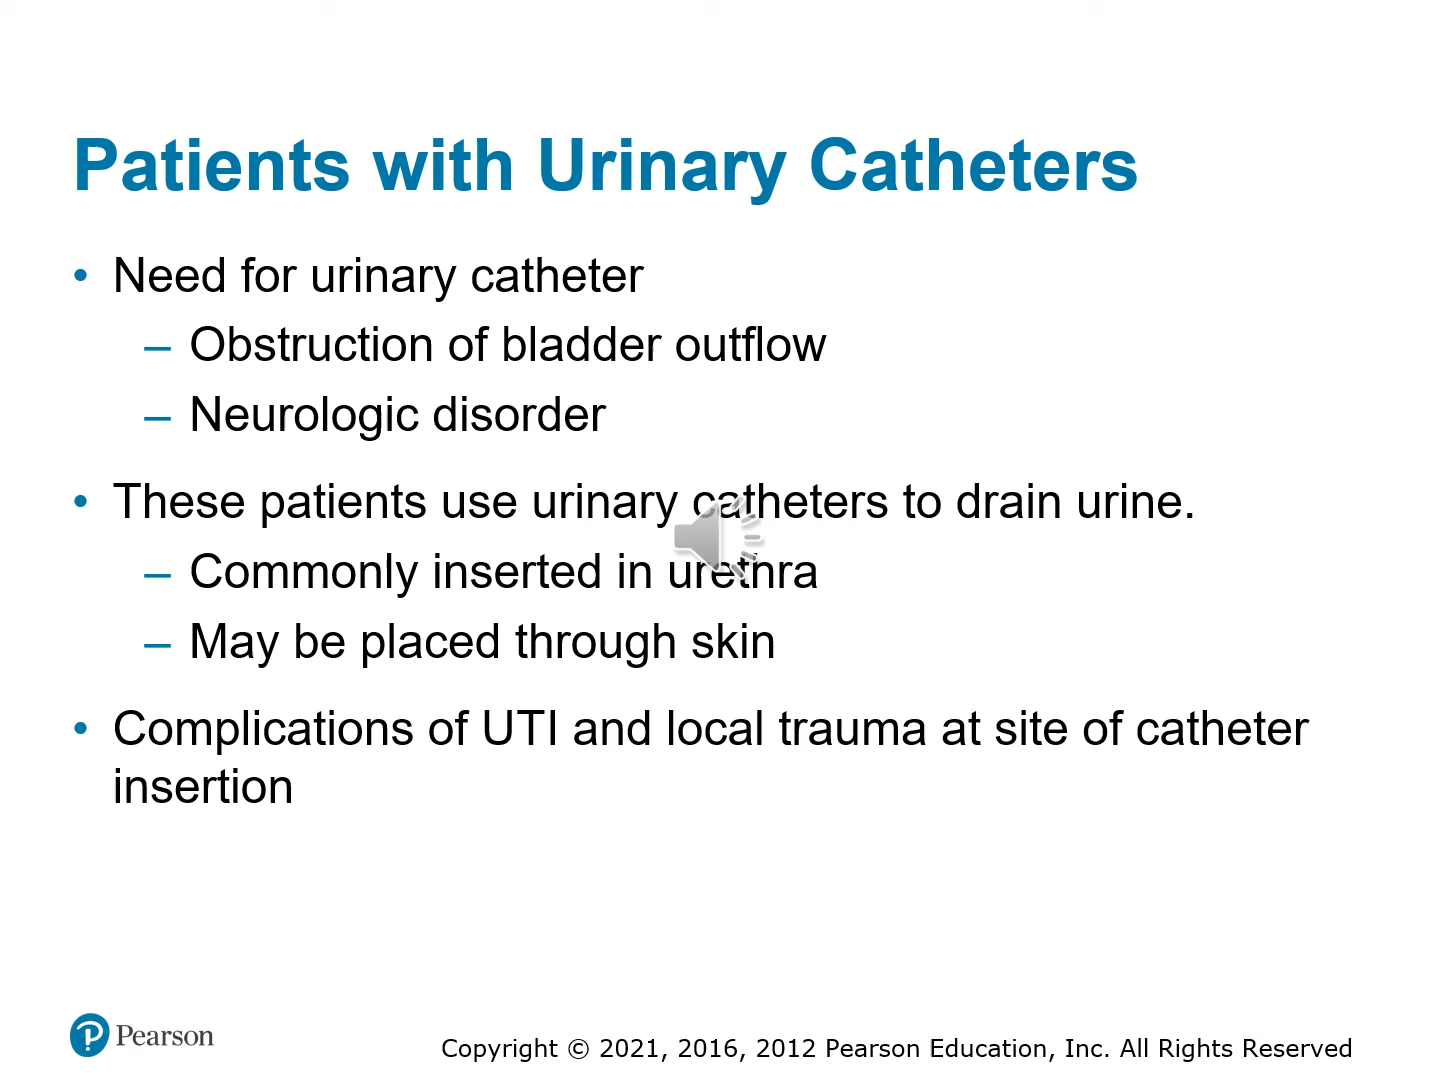 Patients with Urinary Catheters
• Need for urinary catheter
– Obstruction of bladder outflow
– Neurologic disorder
• These patients use urinary catheters to drain urine.
– Commonly inserted in urethra
– May be placed through skin
• Complications of UTI and local trauma at site of catheter
insertion
Pearson
Copyright © 2021, 2016, 2012 Pearson Education, Inc. All Rights Reserved